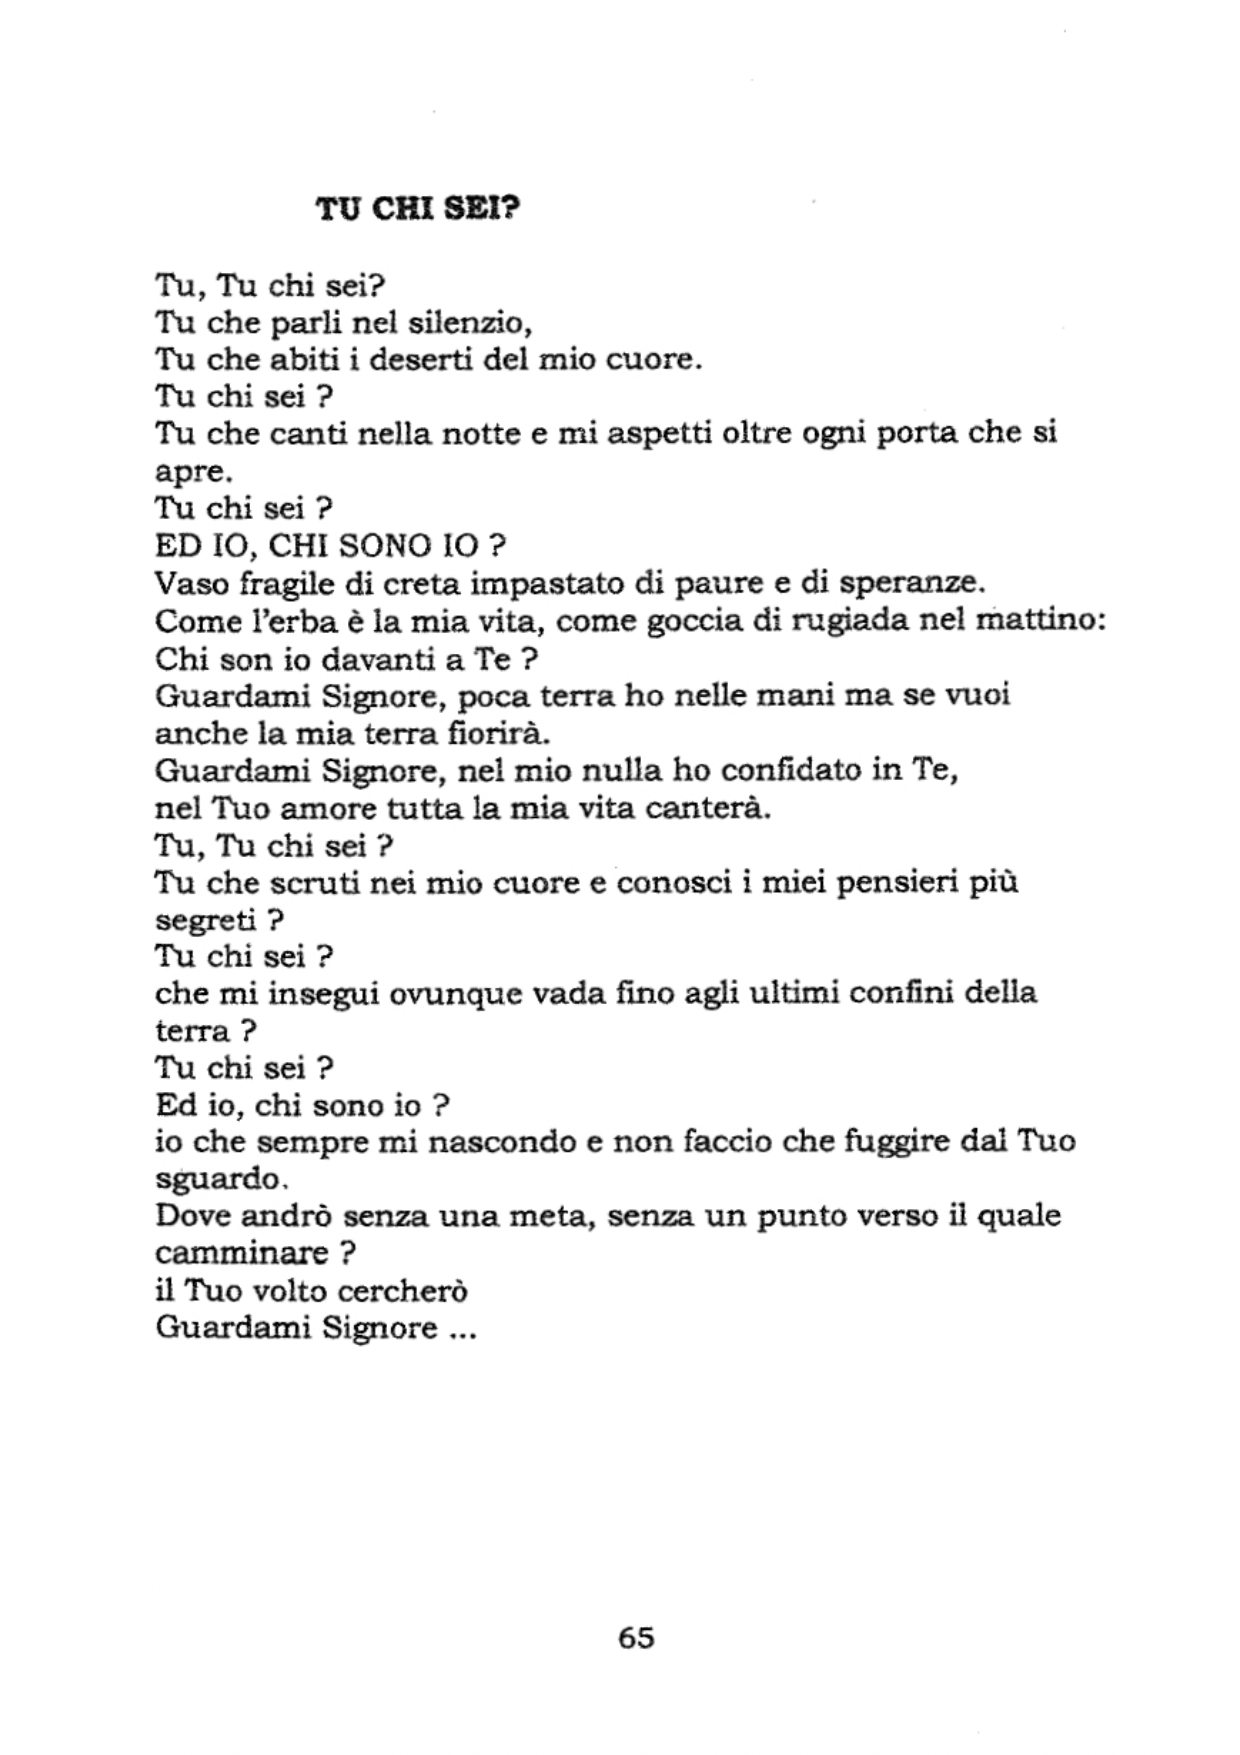 TU CHI SEI?
Tu, Tu chi sei?
Tu che parli nel silenzio,
Tu che abiti i deserti del mio cuore.
Tu chi sei ?
Tu che canti nella notte e mi aspetti oltre ogni porta che si
apre.
Tu chi sei ?
ED IO, CHI SONO IO ?
Vaso fragile di creta impastato di paure e di speranze.
Come l'erba è la mia vita, come goccia di rugiada nel mattino:
Chi son io davanti a Te ?
Guardami Signore, poca terra ho nelle mani ma se vuoi
anche la mia terra fiorirà.
Guardami Signore, nel mio nulla ho confidato in Te,
nel Tuo amore tutta la mia vita canterà.
Tu, Tu chi sei ?
Tu che scruti nei mio cuore e conosci i miei pensieri più
segreti ?
Tu chi sei ?
che mi insegui ovunque vada fino agli ultimi confini della
terra ?
Tu chi sei ?
Ed io, chi sono io ?
io che sempre mi nascondo e non faccio che fuggire dal Tuo
sguardo.
Dove andrò senza una meta, senza un punto verso il quale
camminare ?
il Tuo volto cercherò
Guardami Signore ...
65